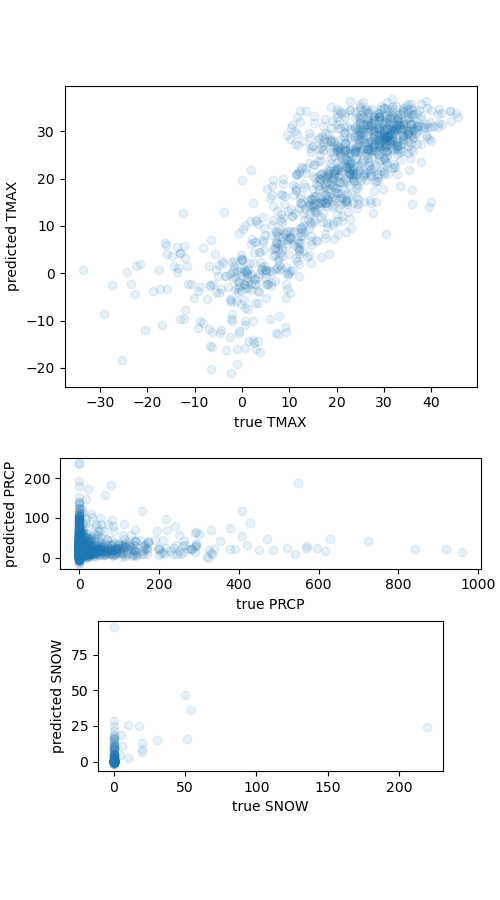 30
20
10
0
−10
−20
predicted TMAX
−30 −20 −10 0 10 20 30 40
true TMAX
200
100
0
predicted PRCP
0 200 400 600 800 1000
true PRCP
75
50
25
0
predicted SNOW
0 50 100 150 200
true SNOW